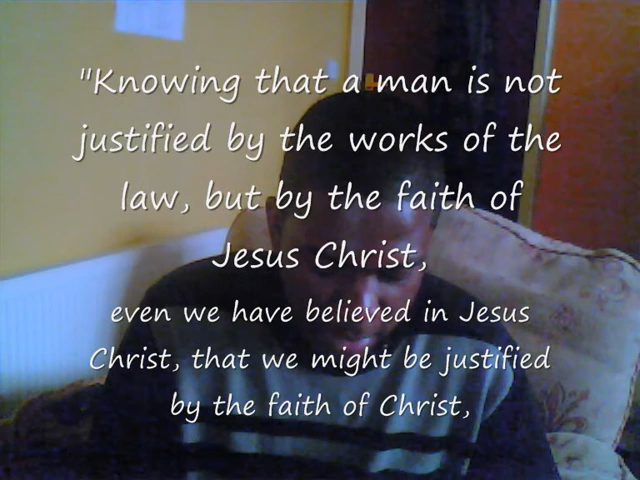 "Knowing that a man is not
justified by the works of the
law, but by the faith of
Jesus Christ,
even we have believed in Jesus
Christ, that we might be justified
by the faith of Christ,